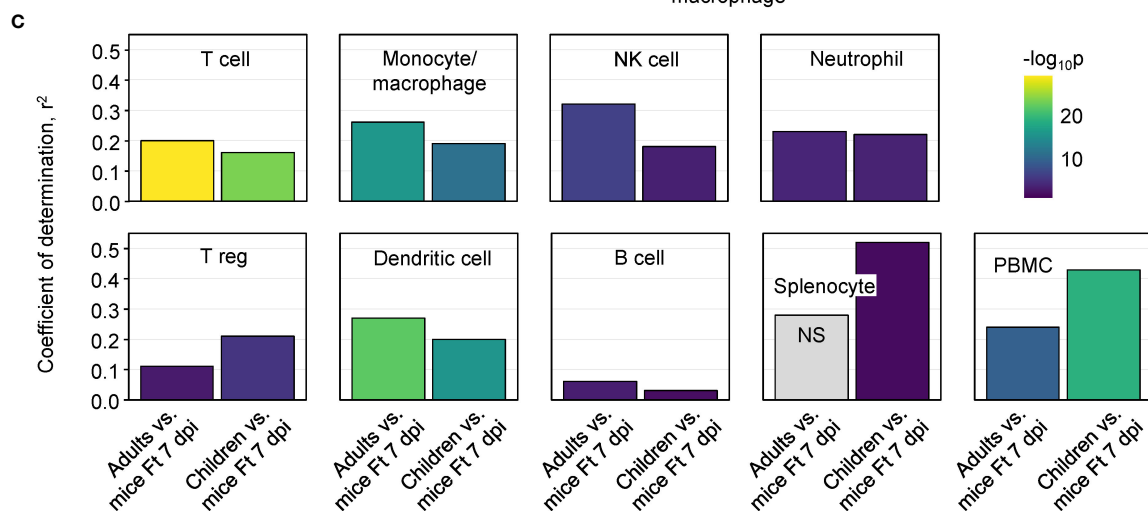 macrophage
C
Coefficient of determination, r²
0.5
0.4
0.3
0.2
0.1
0.0
T cell
Monocyte/
macrophage
NK cell
Neutrophil
-log₁₀p
20
10
0.5
0.4
0.3
0.2
0.1
0.0
T reg
Dendritic cell
B cell
Splenocyte
NS
PBMC
Adults vs.
mice Ft 7 dpi
Children vs.
mice Ft 7 dpi
Adults vs.
mice Ft 7 dpi
Children vs.
mice Ft 7 dpi
Adults vs.
mice Ft 7 dpi
Children vs.
mice Ft 7 dpi
Adults vs.
mice Ft 7 dpi
Children vs.
mice Ft 7 dpi
Adults vs.
mice Ft 7 dpi
Children vs.
mice Ft 7 dpi